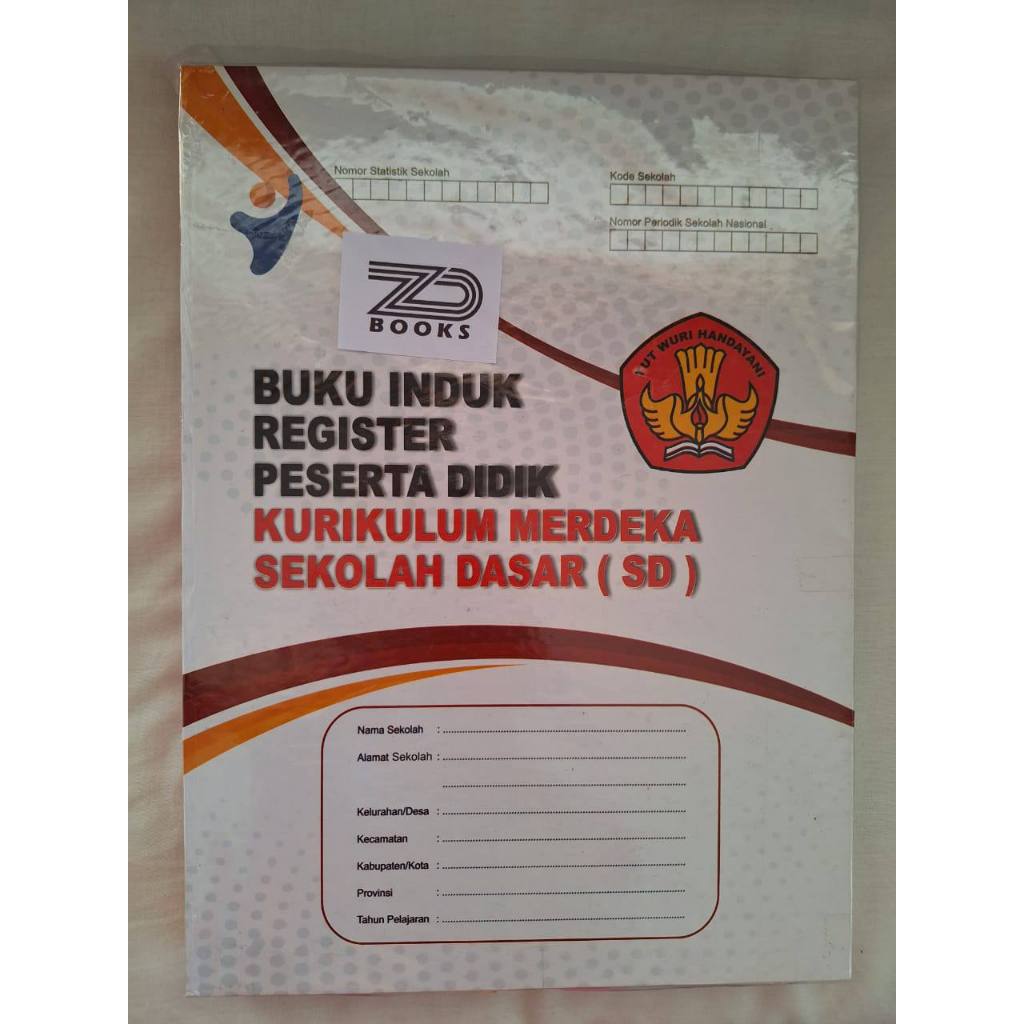 Nomor Statistik Sekolah
Kode Sekolah
Nomor Periodik Sekolah Nasional
ZD
BOOKS
TUT WURI HANDAYANI
BUKU INDUK
REGISTER
PESERTA DIDIK
KURIKULUM MERDEKA
SEKOLAH DASAR ( SD )
Nama Sekolah :
Alamat Sekolah :
Kelurahan/Desa :
Kecamatan :
Kabupaten/Kota :
Provinsi :
Tahun Pelajaran :